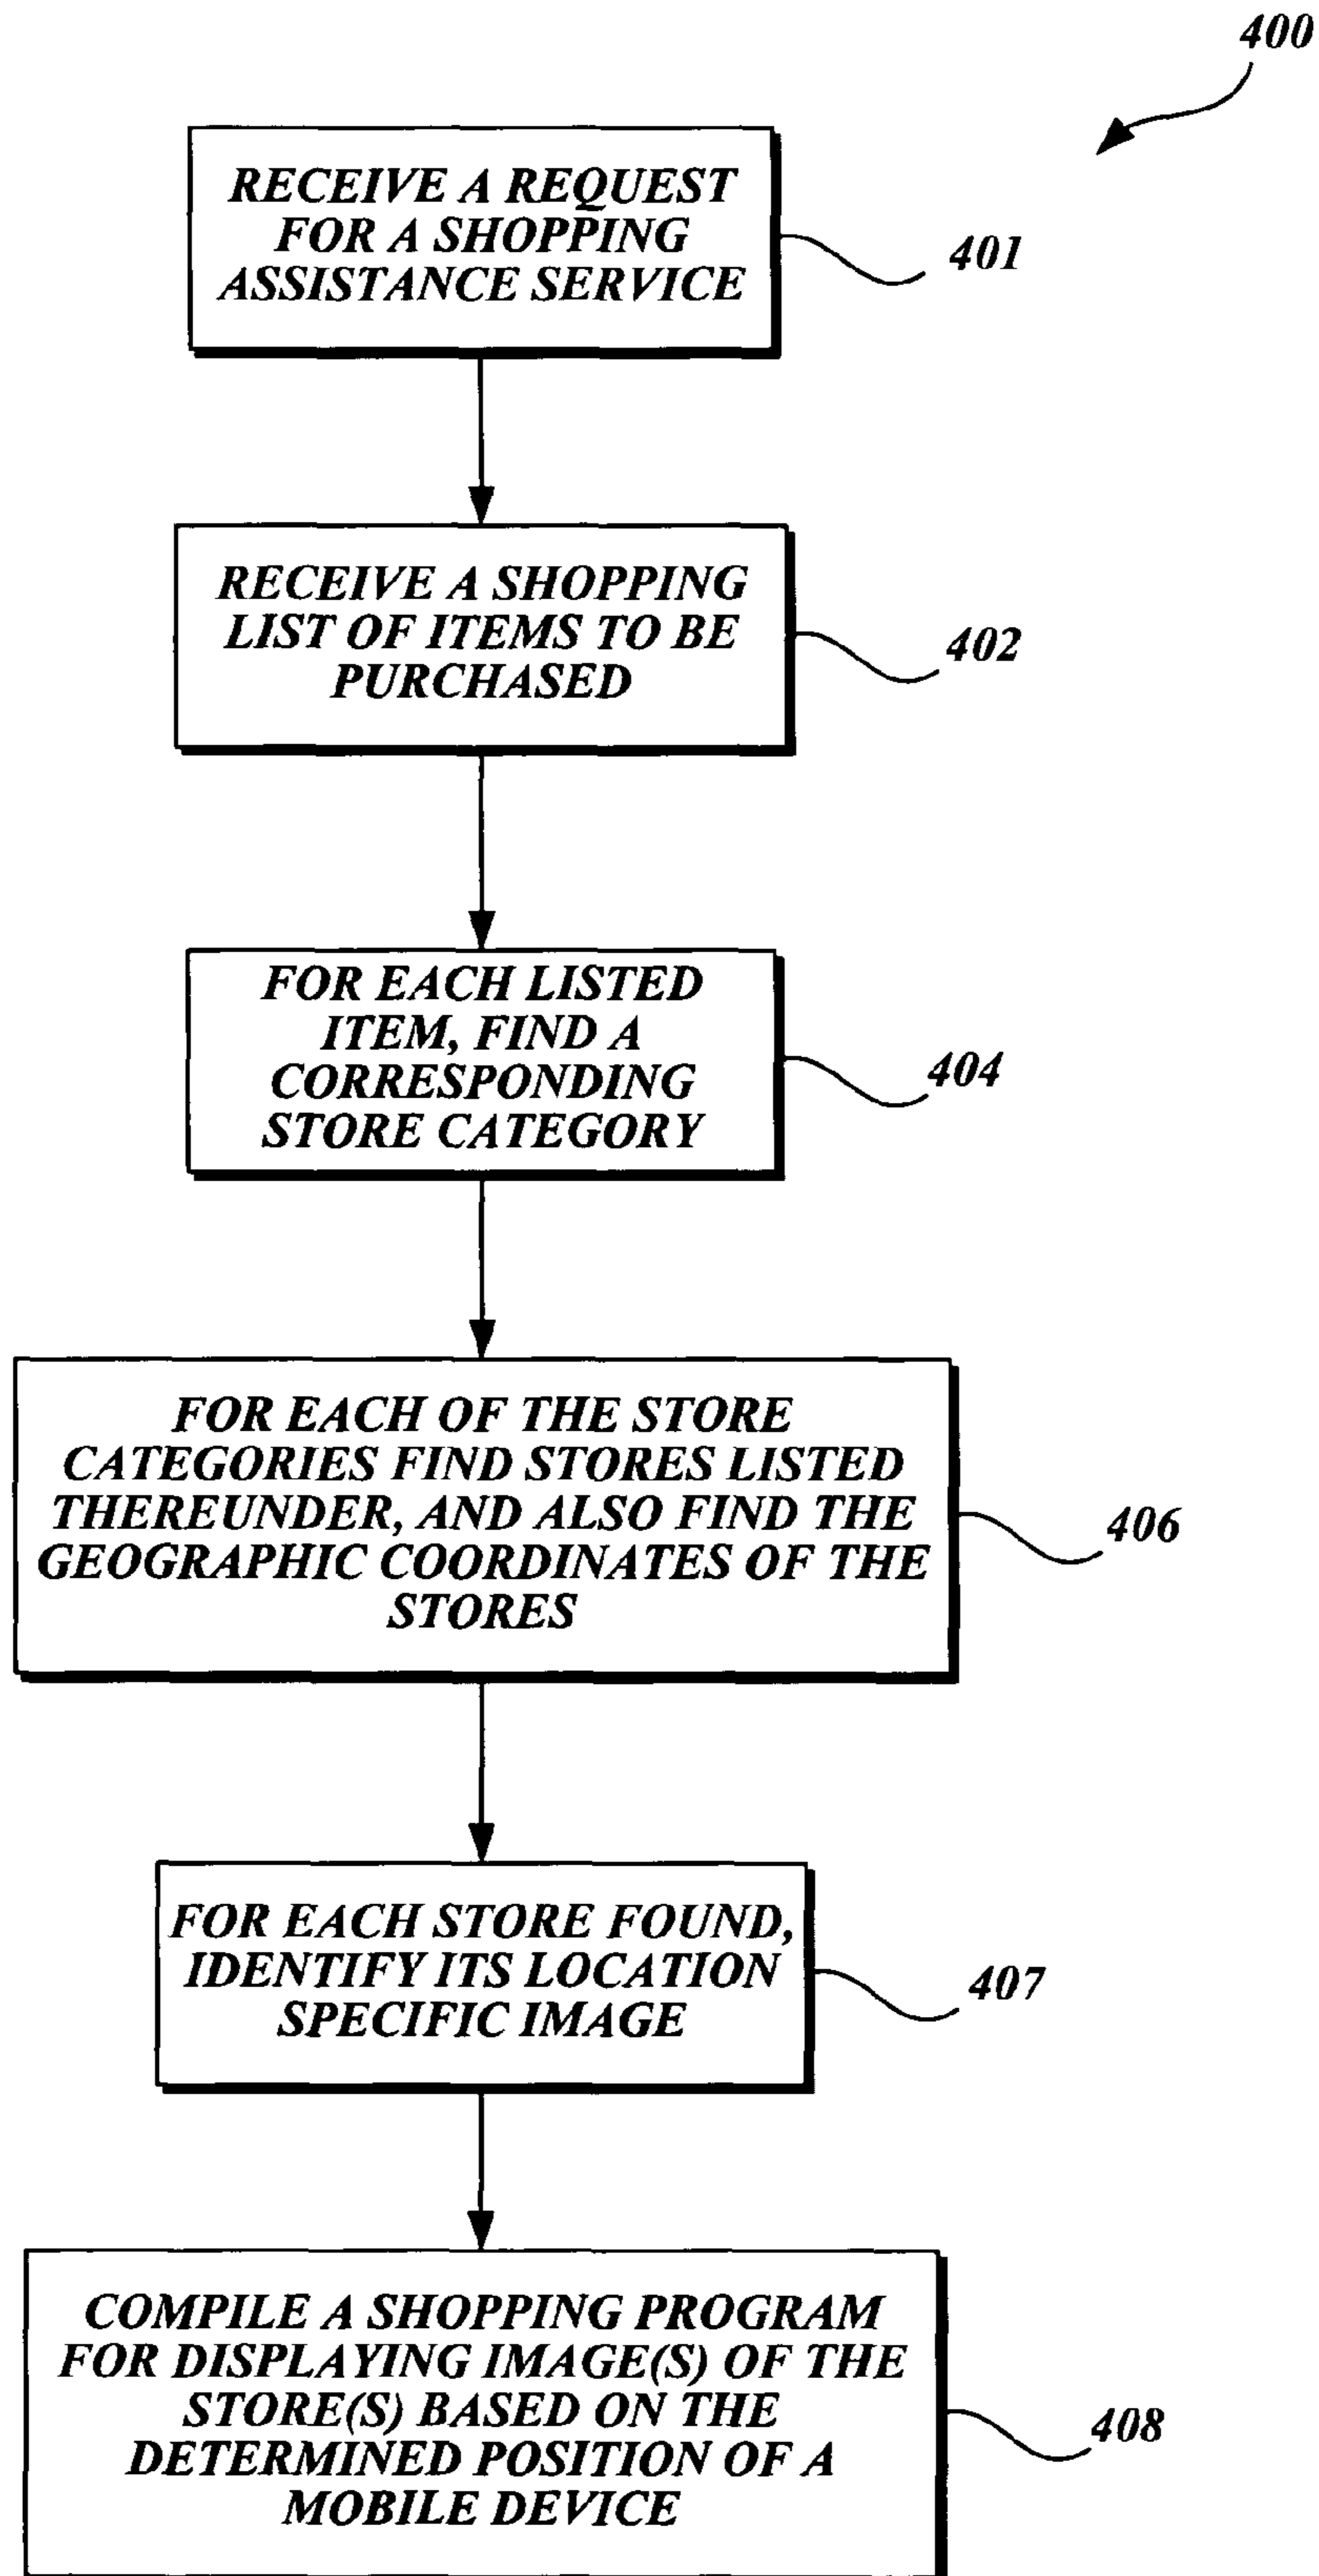 400
RECEIVE A REQUEST
FOR A SHOPPING
ASSISTANCE SERVICE
401
RECEIVE A SHOPPING
LIST OF ITEMS TO BE
PURCHASED
402
FOR EACH LISTED
ITEM, FIND A
CORRESPONDING
STORE CATEGORY
404
FOR EACH OF THE STORE
CATEGORIES FIND STORES LISTED
THEREUNDER, AND ALSO FIND THE
GEOGRAPHIC COORDINATES OF THE
STORES
406
FOR EACH STORE FOUND,
IDENTIFY ITS LOCATION
SPECIFIC IMAGE
407
COMPILE A SHOPPING PROGRAM
FOR DISPLAYING IMAGE(S) OF THE
STORE(S) BASED ON THE
DETERMINED POSITION OF A
MOBILE DEVICE
408